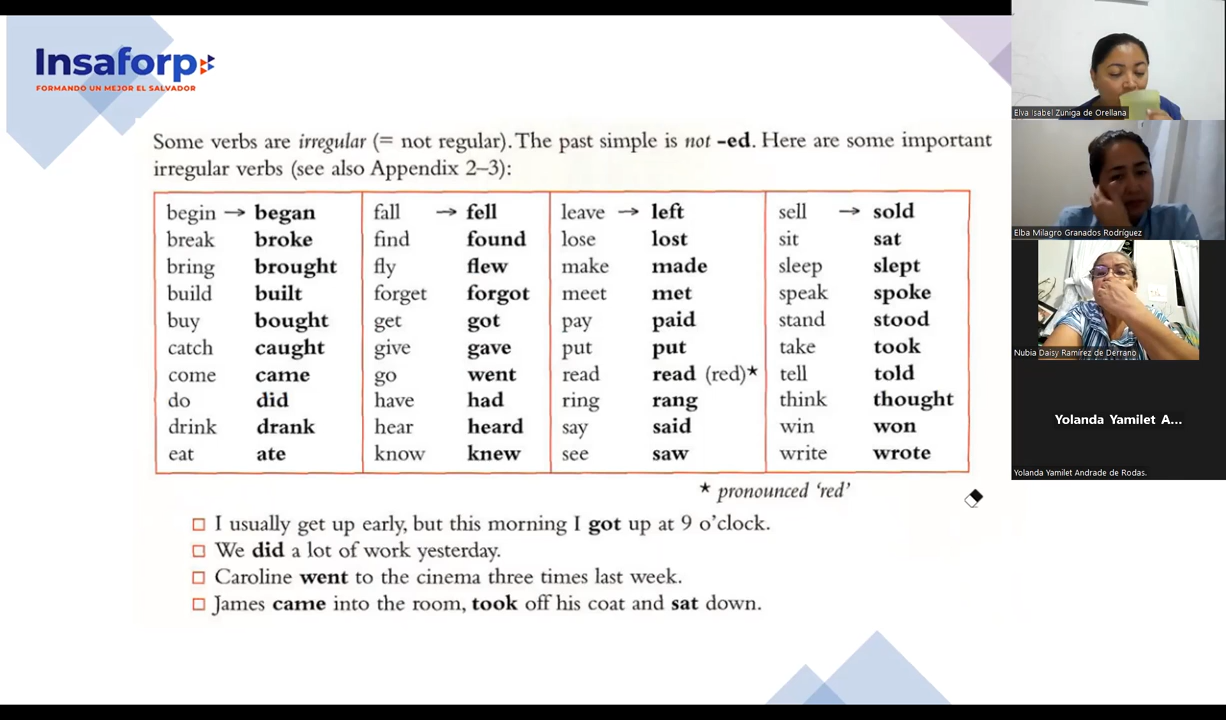 Insaforp
FORMANDO UN MEJOR EL SALVADOR
Some verbs are irregular (= not regular). The past simple is not -ed. Here are some important
irregular verbs (see also Appendix 2–3):
begin → began fall → fell leave → left sell → sold
break broke find found lose lost sit sat
bring brought fly flew make made sleep slept
build built forget forgot meet met speak spoke
buy bought get got pay paid stand stood
catch caught give gave put put take took
come came go went read read (red)* tell told
do did have had ring rang think thought
drink drank hear heard say said win won
eat ate know knew see saw write wrote
* pronounced ‘red’
□ I usually get up early, but this morning I got up at 9 o’clock.
□ We did a lot of work yesterday.
□ Caroline went to the cinema three times last week.
□ James came into the room, took off his coat and sat down.
Elva Isabel Zuniga de Orellana
Elba Milagro Granados Rodríguez
Nubia Daisy Ramirez de Derrano
Yolanda Yamilet A...
Yolanda Yamilet Andrade de Rodas.